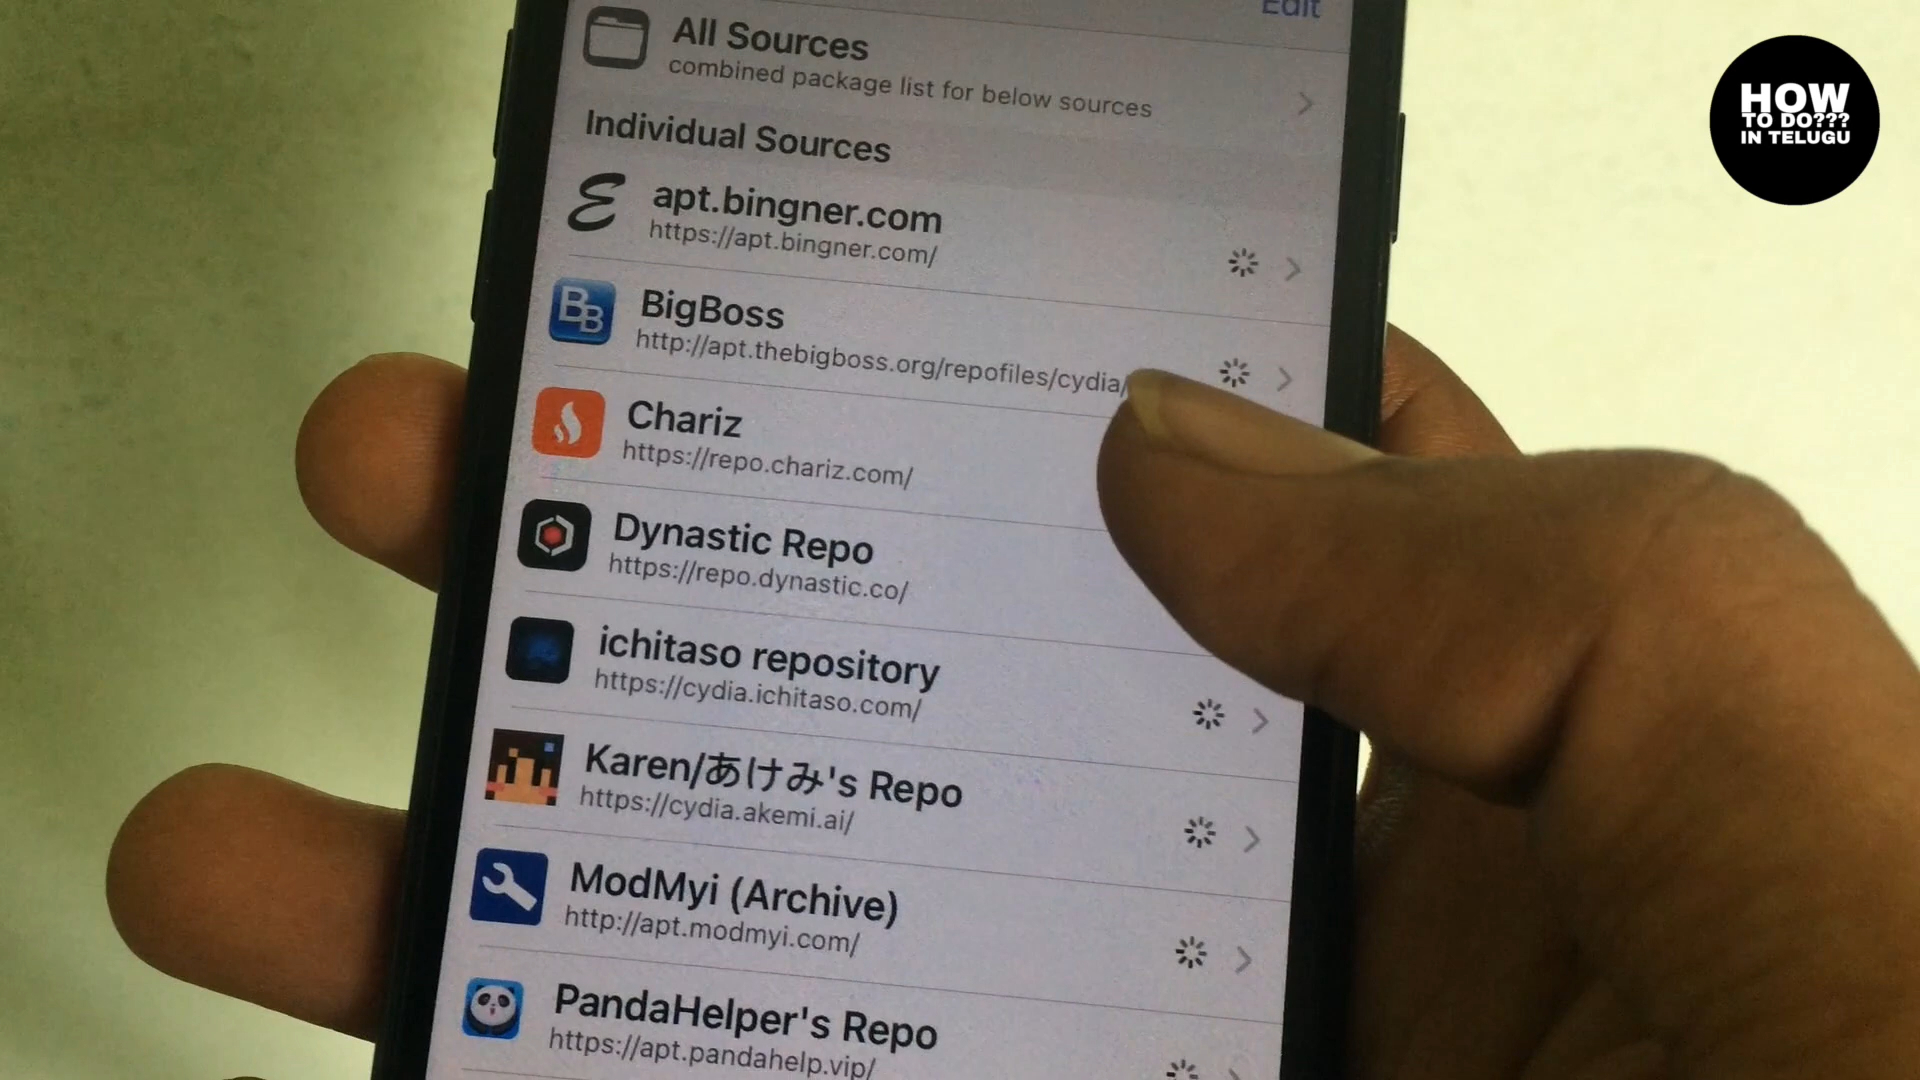 Edit
All Sources
combined package list for below sources
Individual Sources
apt.bingner.com
https://apt.bingner.com/
BigBoss
http://apt.thebigboss.org/repofiles/cydia/
Chariz
https://repo.chariz.com/
Dynastic Repo
https://repo.dynastic.co/
ichitaso repository
https://cydia.ichitaso.com/
Karen/あけみ's Repo
https://cydia.akemi.ai/
ModMyi (Archive)
http://apt.modmyi.com/
PandaHelper's Repo
https://apt.pandahelp.vip/
HOW
TO DO???
IN TELUGU